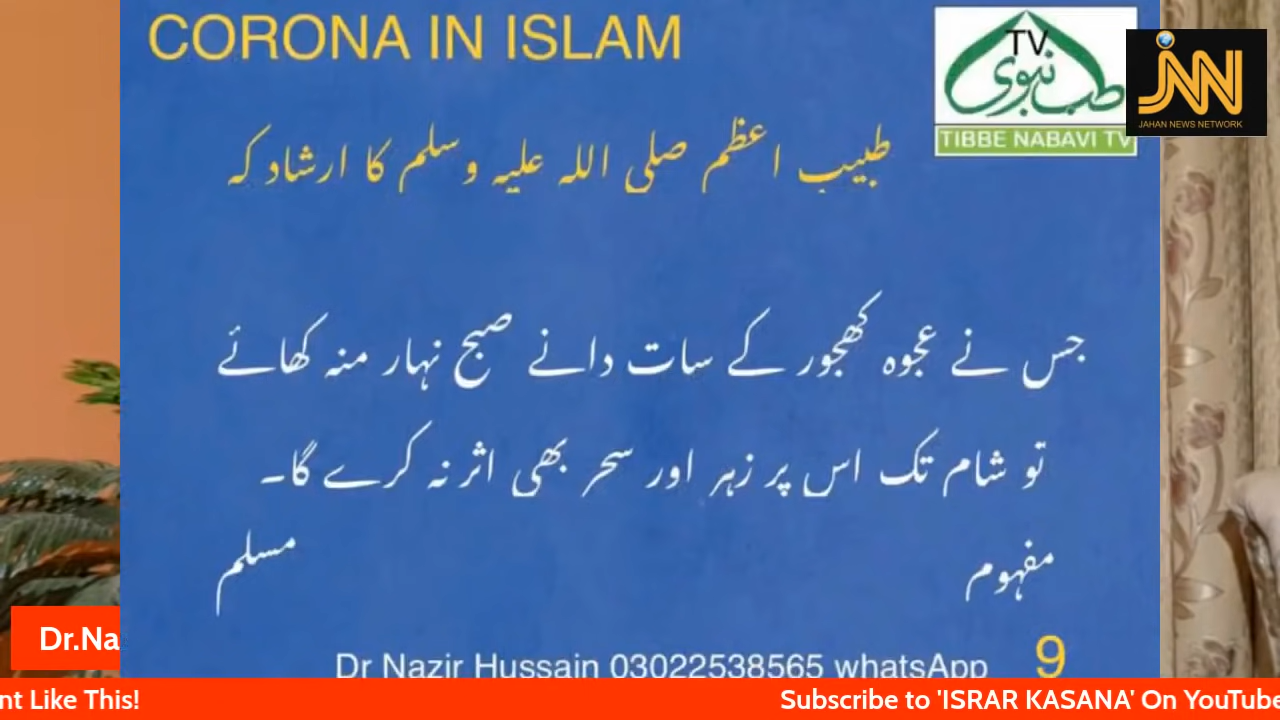 CORONA IN ISLAM
TV
طب نبوی
TIBBE NABAVI TV
JNN
JAHAN NEWS NETWORK
طبیب اعظم صلی اللہ علیہ وسلم کا ارشاد کہ
جس نے عجوہ کھجور کے سات دانے صبح نہار منہ کھائے
تو شام تک اس پر زہر اور سحر بھی اثر نہ کرے گا۔
مفہوم مسلم
Dr.Na
Dr Nazir Hussain 03022538565 whatsApp 9
nt Like This! Subscribe to 'ISRAR KASANA' On YouTube